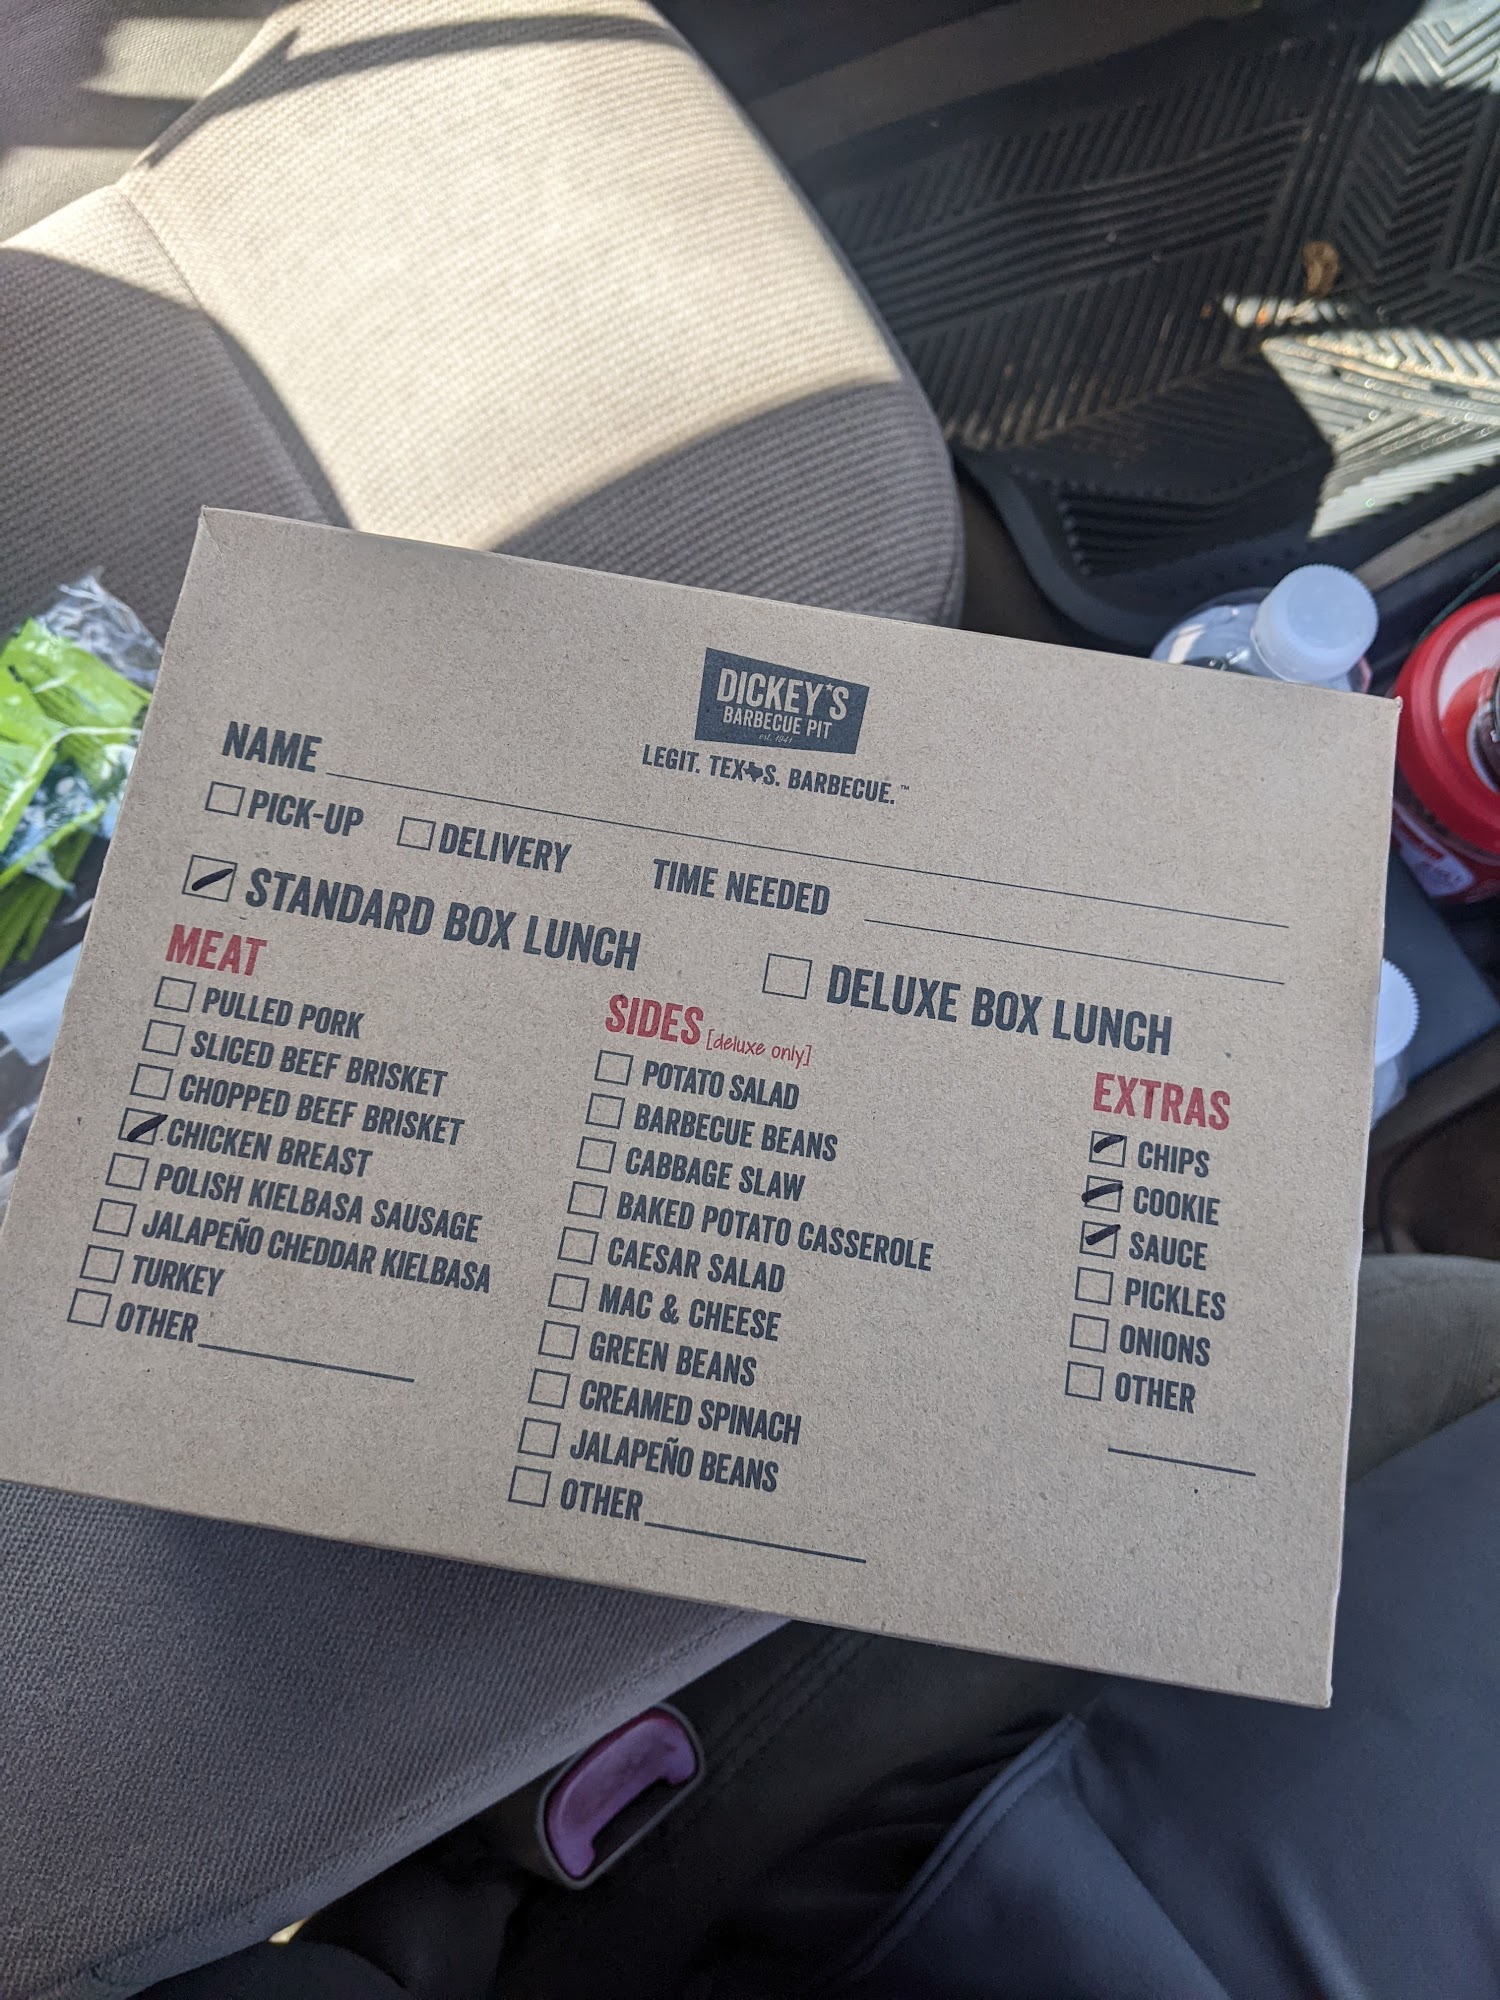 DICKEY'S
BARBECUE PIT
est. 1941
LEGIT. TEXAS. BARBECUE.™
NAME
PICK-UP DELIVERY TIME NEEDED
STANDARD BOX LUNCH
DELUXE BOX LUNCH
MEAT
PULLED PORK
SLICED BEEF BRISKET
CHOPPED BEEF BRISKET
CHICKEN BREAST
POLISH KIELBASA SAUSAGE
JALAPEÑO CHEDDAR KIELBASA
TURKEY
OTHER
SIDES [deluxe only]
POTATO SALAD
BARBECUE BEANS
CABBAGE SLAW
BAKED POTATO CASSEROLE
CAESAR SALAD
MAC & CHEESE
GREEN BEANS
CREAMED SPINACH
JALAPEÑO BEANS
OTHER
EXTRAS
CHIPS
COOKIE
SAUCE
PICKLES
ONIONS
OTHER